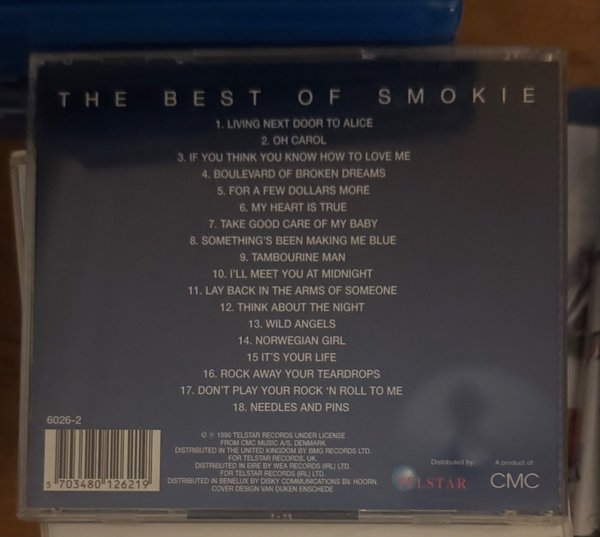 THE BEST OF SMOKIE
1. LIVING NEXT DOOR TO ALICE
2. OH CAROL
3. IF YOU THINK YOU KNOW HOW TO LOVE ME
4. BOULEVARD OF BROKEN DREAMS
5. FOR A FEW DOLLARS MORE
6. MY HEART IS TRUE
7. TAKE GOOD CARE OF MY BABY
8. SOMETHING'S BEEN MAKING ME BLUE
9. TAMBOURINE MAN
10. I'LL MEET YOU AT MIDNIGHT
11. LAY BACK IN THE ARMS OF SOMEONE
12. THINK ABOUT THE NIGHT
13. WILD ANGELS
14. NORWEGIAN GIRL
15 IT'S YOUR LIFE
16. ROCK AWAY YOUR TEARDROPS
17. DON'T PLAY YOUR ROCK 'N ROLL TO ME
18. NEEDLES AND PINS
6026-2
5 703480 126219
© ℗ 1990 TELSTAR RECORDS UNDER LICENSE
FROM CMC MUSIC A/S, DENMARK
DISTRIBUTED IN THE UNITED KINGDOM BY BMG RECORDS LTD.
FOR TELSTAR RECORDS, UK.
DISTRIBUTED IN EIRE BY WEA RECORDS (IRL) LTD.
FOR TELSTAR RECORDS (IRL) LTD.
DISTRIBUTED IN BENELUX BY DISKY COMMUNICATIONS BV. HOORN.
COVER DESIGN VAN DUKEN ENSCHEDE
Distributed by
TELSTAR
A product of
CMC